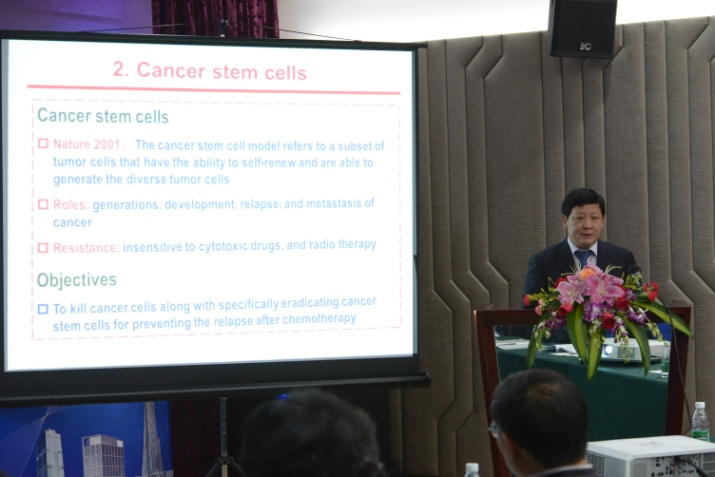 2. Cancer stem cells
Cancer stem cells
Nature 2001： The cancer stem cell model refers to a subset of
tumor cells that have the ability to self-renew and are able to
generate the diverse tumor cells
Roles: generations, development, relapse, and metastasis of
cancer
Resistance: insensitive to cytotoxic drugs, and radio therapy
Objectives
To kill cancer cells along with specifically eradicating cancer
stem cells for preventing the relapse after chemotherapy